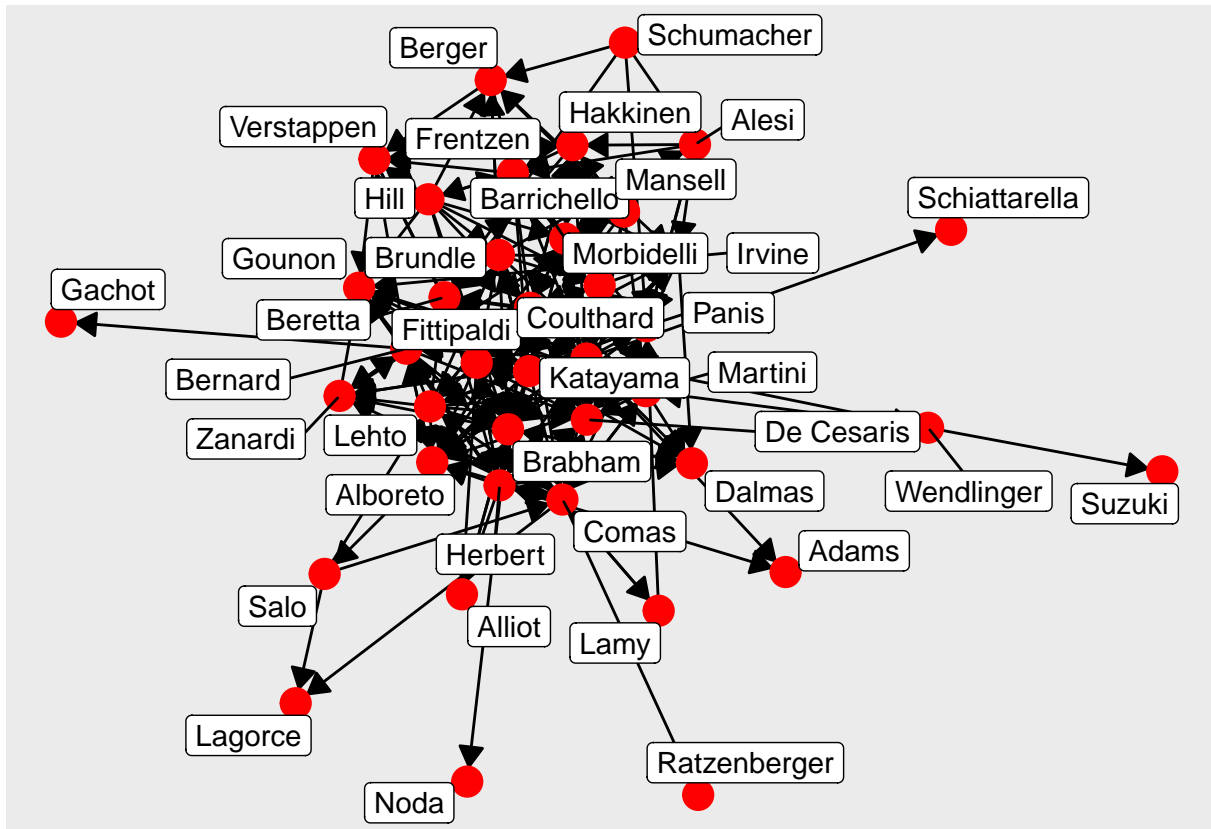 Schumacher
Berger
Hakkinen
Alesi
Verstappen
Frentzen
Mansell
Hill
Barrichello
Schiattarella
Gounon
Brundle
Morbidelli
Irvine
Gachot
Beretta
Fittipaldi
Coulthard
Panis
Bernard
Katayama
Martini
Zanardi
Lehto
De Cesaris
Brabham
Alboreto
Dalmas
Wendlinger
Suzuki
Comas
Herbert
Adams
Salo
Alliot
Lamy
Lagorce
Ratzenberger
Noda